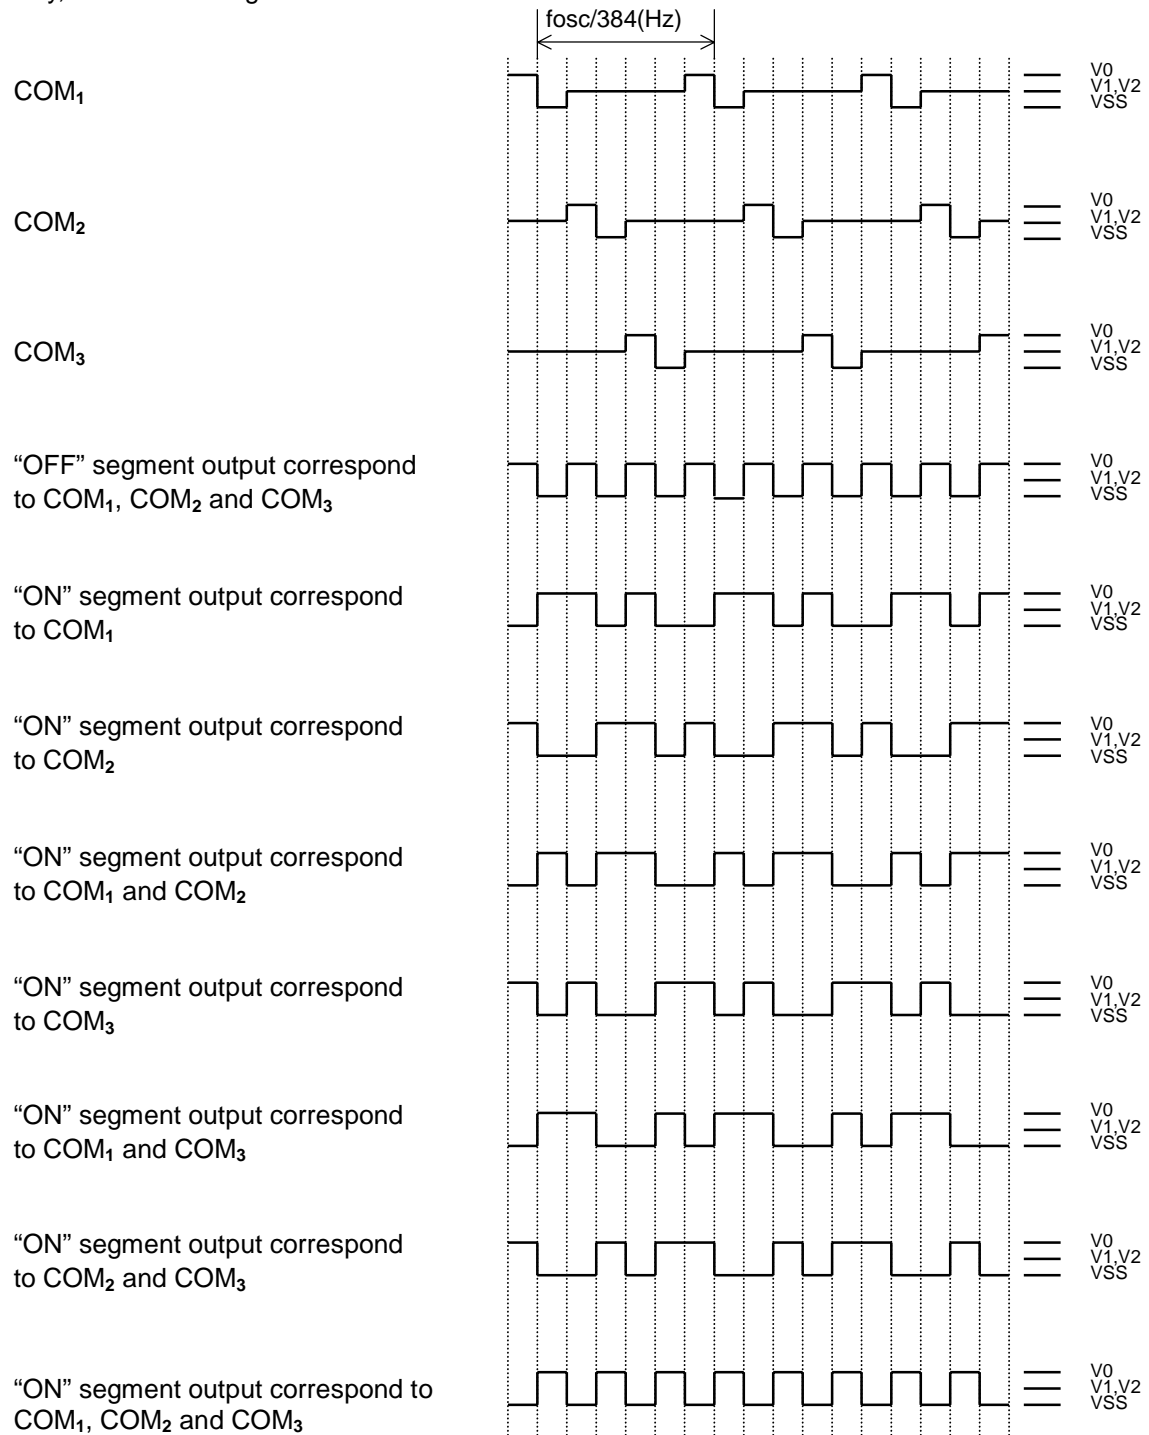 fosc/384(Hz)
COM₁
V0
V1,V2
VSS
COM₂
V0
V1,V2
VSS
COM₃
V0
V1,V2
VSS
“OFF” segment output correspond
to COM₁, COM₂ and COM₃
V0
V1,V2
VSS
“ON” segment output correspond
to COM₁
V0
V1,V2
VSS
“ON” segment output correspond
to COM₂
V0
V1,V2
VSS
“ON” segment output correspond
to COM₁ and COM₂
V0
V1,V2
VSS
“ON” segment output correspond
to COM₃
V0
V1,V2
VSS
“ON” segment output correspond
to COM₁ and COM₃
V0
V1,V2
VSS
“ON” segment output correspond
to COM₂ and COM₃
V0
V1,V2
VSS
“ON” segment output correspond to
COM₁, COM₂ and COM₃
V0
V1,V2
VSS